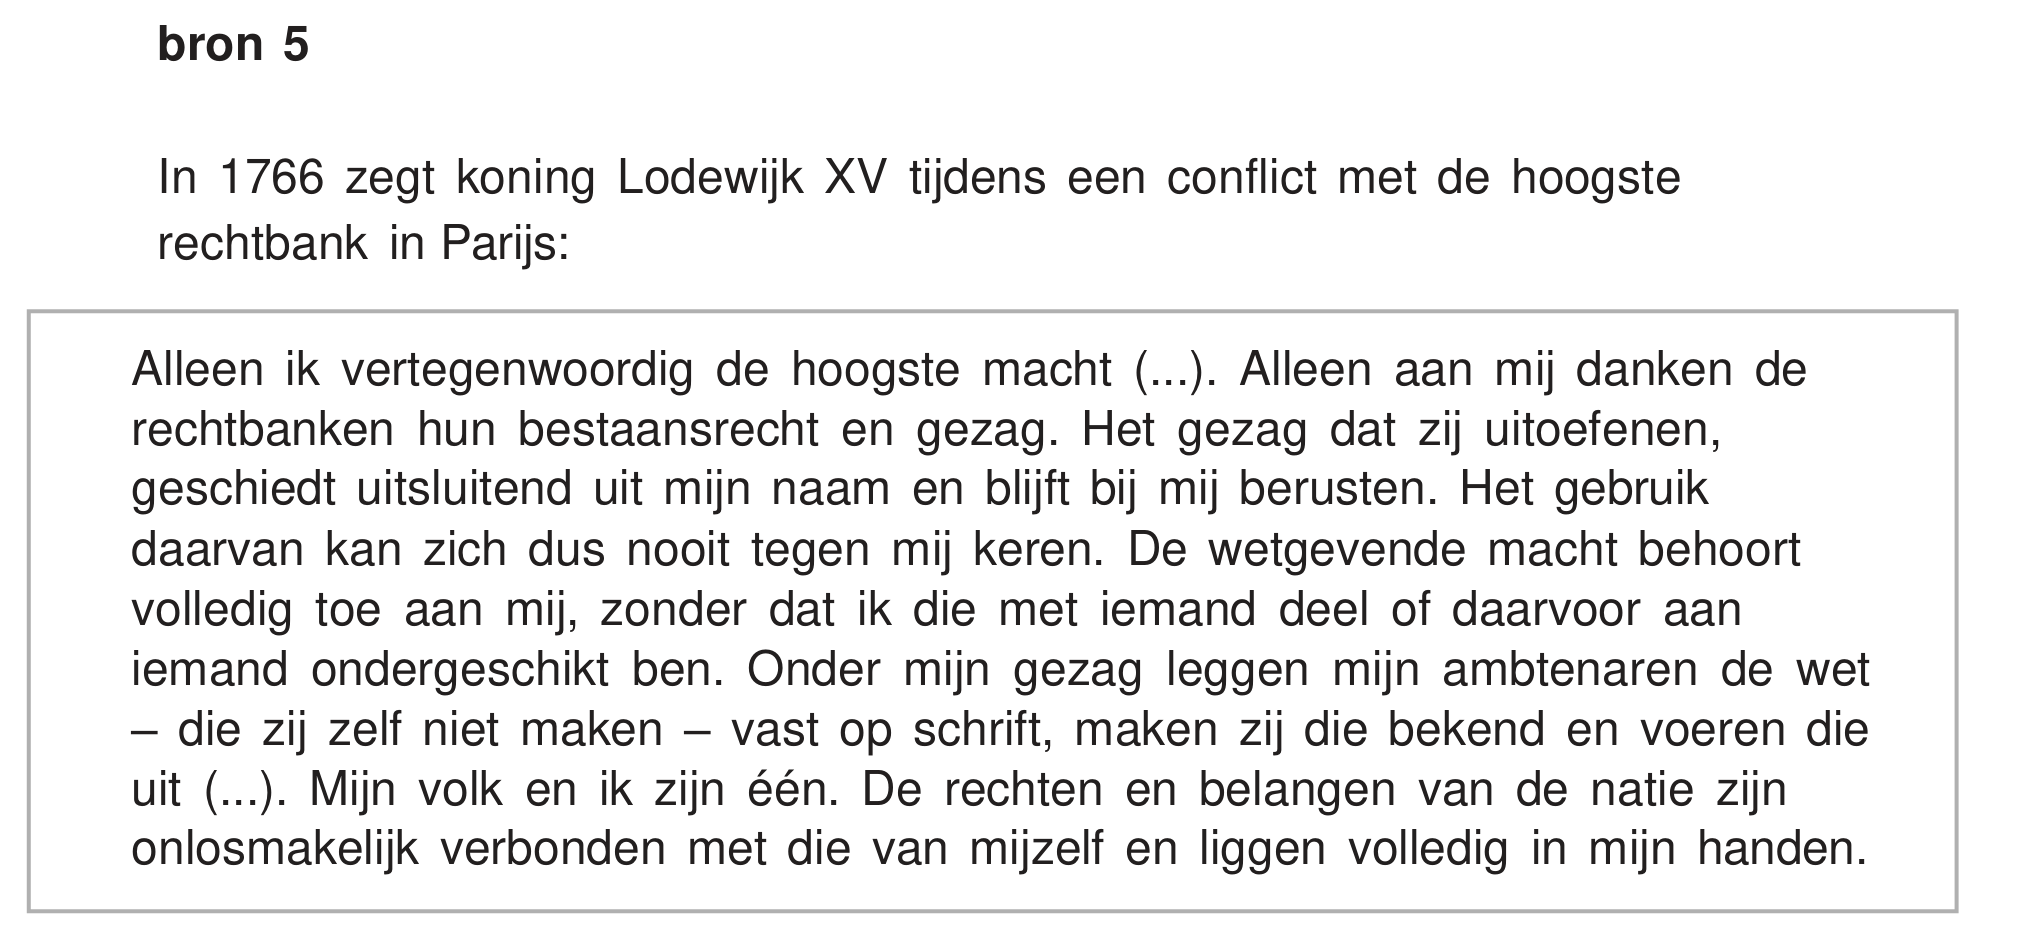 bron 5
In 1766 zegt koning Lodewijk XV tijdens een conflict met de hoogste
rechtbank in Parijs:
Alleen ik vertegenwoordig de hoogste macht (...). Alleen aan mij danken de
rechtbanken hun bestaansrecht en gezag. Het gezag dat zij uitoefenen,
geschiedt uitsluitend uit mijn naam en blijft bij mij berusten. Het gebruik
daarvan kan zich dus nooit tegen mij keren. De wetgevende macht behoort
volledig toe aan mij, zonder dat ik die met iemand deel of daarvoor aan
iemand ondergeschikt ben. Onder mijn gezag leggen mijn ambtenaren de wet
– die zij zelf niet maken – vast op schrift, maken zij die bekend en voeren die
uit (...). Mijn volk en ik zijn één. De rechten en belangen van de natie zijn
onlosmakelijk verbonden met die van mijzelf en liggen volledig in mijn handen.